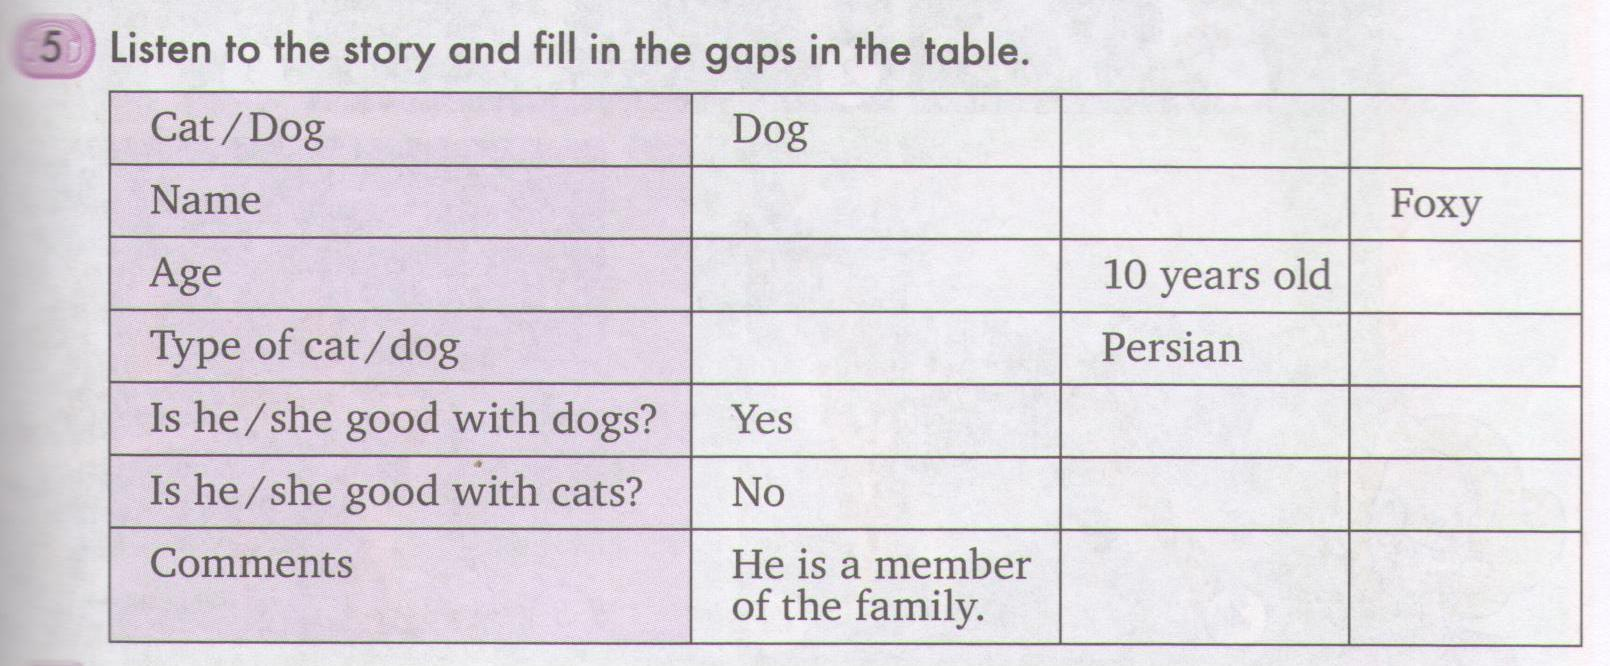 5 Listen to the story and fill in the gaps in the table.
Cat / Dog Dog
Name Foxy
Age 10 years old
Type of cat / dog Persian
Is he / she good with dogs? Yes
Is he / she good with cats? No
Comments He is a member
of the family.